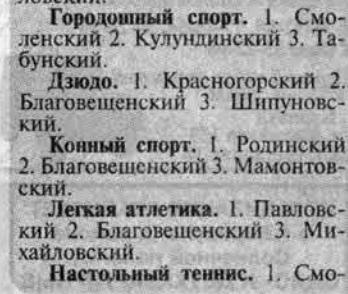 ловский.
Городошный спорт. 1. Смо-
ленский 2. Кулундинский 3. Та-
бунский.
Дзюдо. 1. Красногорский 2.
Благовещенский 3. Шипуновс-
кий.
Конный спорт. 1. Родинский
2. Благовещенский 3. Мамонтов-
ский.
Легкая атлетика. 1. Павловс-
кий 2. Благовещенский 3. Ми-
хайловский.
Настольный теннис. 1. Смо-